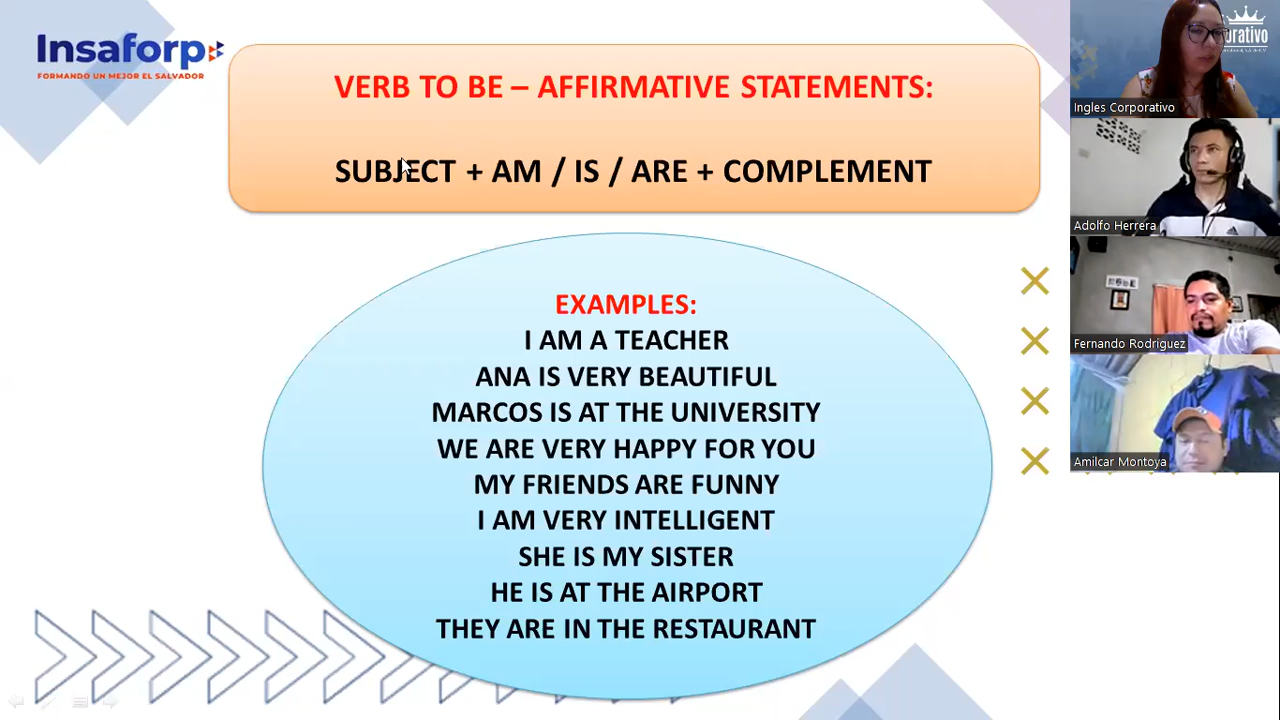 Insaforp
FORMANDO UN MEJOR EL SALVADOR
VERB TO BE – AFFIRMATIVE STATEMENTS:
SUBJECT + AM / IS / ARE + COMPLEMENT
EXAMPLES:
I AM A TEACHER
ANA IS VERY BEAUTIFUL
MARCOS IS AT THE UNIVERSITY
WE ARE VERY HAPPY FOR YOU
MY FRIENDS ARE FUNNY
I AM VERY INTELLIGENT
SHE IS MY SISTER
HE IS AT THE AIRPORT
THEY ARE IN THE RESTAURANT
Ingles Corporativo
Adolfo Herrera
Fernando Rodriguez
Amilcar Montoya